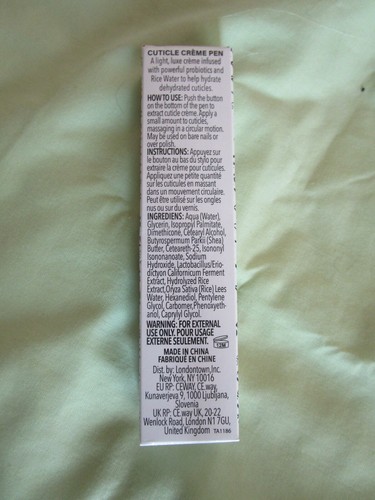 CUTICLE CRÈME PEN
A light, luxe crème infused
with powerful probiotics and
Rice Water to help hydrate
dehydrated cuticles.
HOW TO USE: Push the button
on the bottom of the pen to
extract cuticle crème. Apply a
small amount to cuticles,
massaging in a circular motion.
May be used on bare nails or
over polish.
INSTRUCTIONS: Appuyez sur
le bouton au bas du stylo pour
extraire la crème pour cuticules.
Appliquez une petite quantité
sur les cuticules en massant
dans un mouvement circulaire.
Peut être utilisé sur les ongles
nus ou sur du vernis.
INGREDIENS: Aqua (Water),
Glycerin, Isopropyl Palmitate,
Dimethicone, Cetearyl Alcohol,
Butyrospermum Parkii (Shea)
Butter, Ceteareth-25, Isononyl
Isononanoate, Sodium
Hydroxide, Lactobacillus/Erio-
dictyon Californicum Ferment
Extract, Hydrolyzed Rice
Extract,Oryza Sativa (Rice) Lees
Water, Hexanediol, Pentylene
Glycol, Carbomer,Phenoxyeth-
anol, Caprylyl Glycol.
WARNING: FOR EXTERNAL
USE ONLY. POUR USAGE
EXTERNE SEULEMENT.
12M
MADE IN CHINA
FABRIQUÉ EN CHINE
Dist. by: Londontown,Inc.
New York, NY 10016
EU RP: CEWAY, CE.way,
Kunaverjeva 9, 1000 Ljubljana,
Slovenia
UK RP: CE way UK, 20-22
Wenlock Road, London N1 7GU,
United Kingdom TA1186